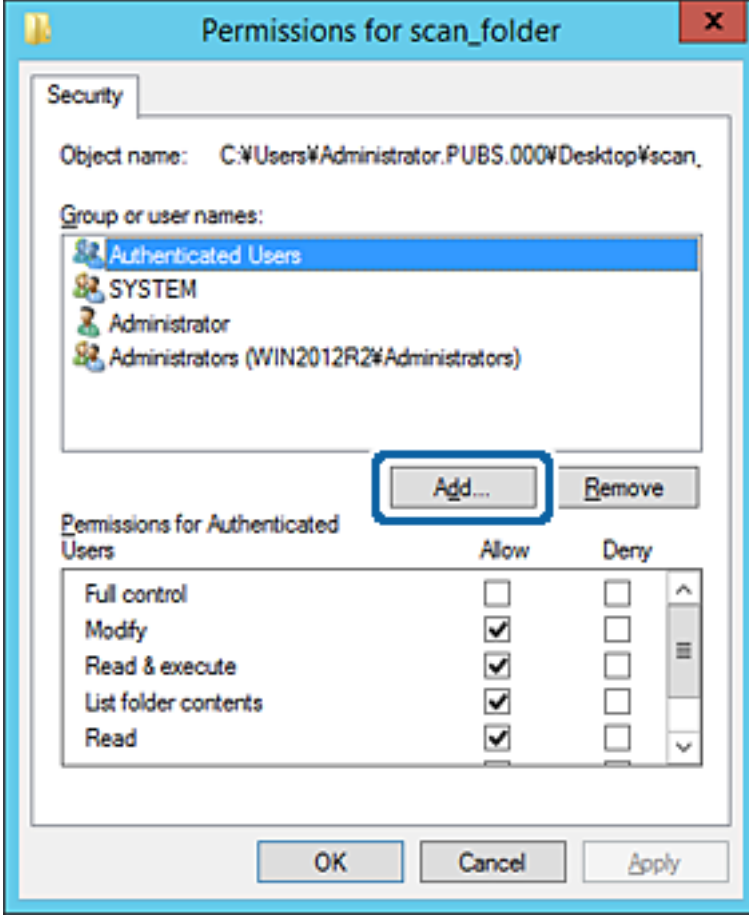 Permissions for scan_folder
x
Security
Object name: C:¥Users¥Administrator.PUBS.000¥Desktop¥scan_
Group or user names:
Authenticated Users
SYSTEM
Administrator
Administrators (WIN2012R2¥Administrators)
Add... Remove
Permissions for Authenticated
Users Allow Deny
Full control
Modify
Read & execute
List folder contents
Read
OK Cancel Apply